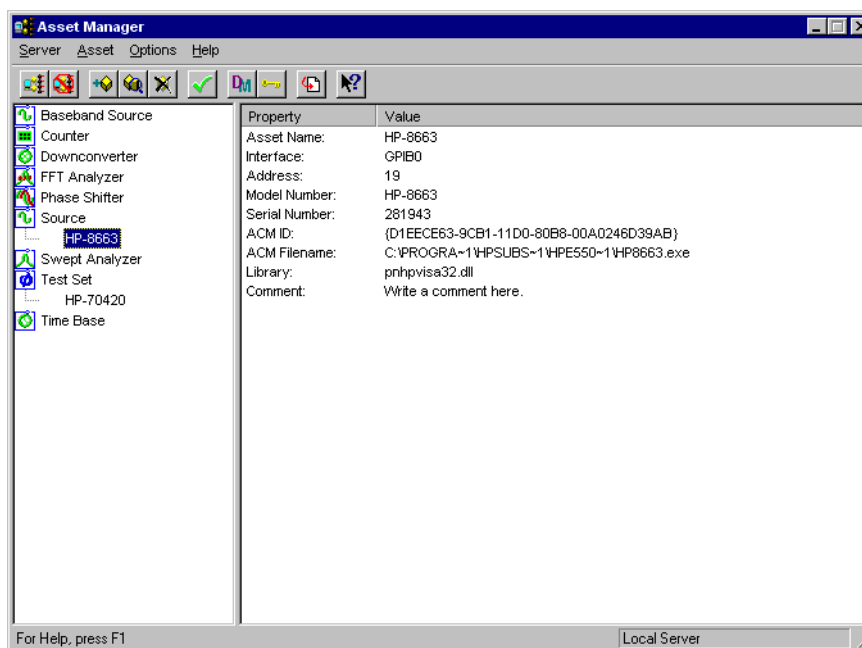 Asset Manager
Server Asset Options Help
DM
Baseband Source
Counter
Downconverter
FFT Analyzer
Phase Shifter
Source
HP-8663
Swept Analyzer
Test Set
HP-70420
Time Base
Property Value
Asset Name: HP-8663
Interface: GPIB0
Address: 19
Model Number: HP-8663
Serial Number: 281943
ACM ID: {D1EECE63-9CB1-11D0-80B8-00A0246D39AB}
ACM Filename: C:\PROGRA~1\HPSUBS~1\HPE550~1\HP8663.exe
Library: pnhpvisa32.dll
Comment: Write a comment here.
For Help, press F1 Local Server